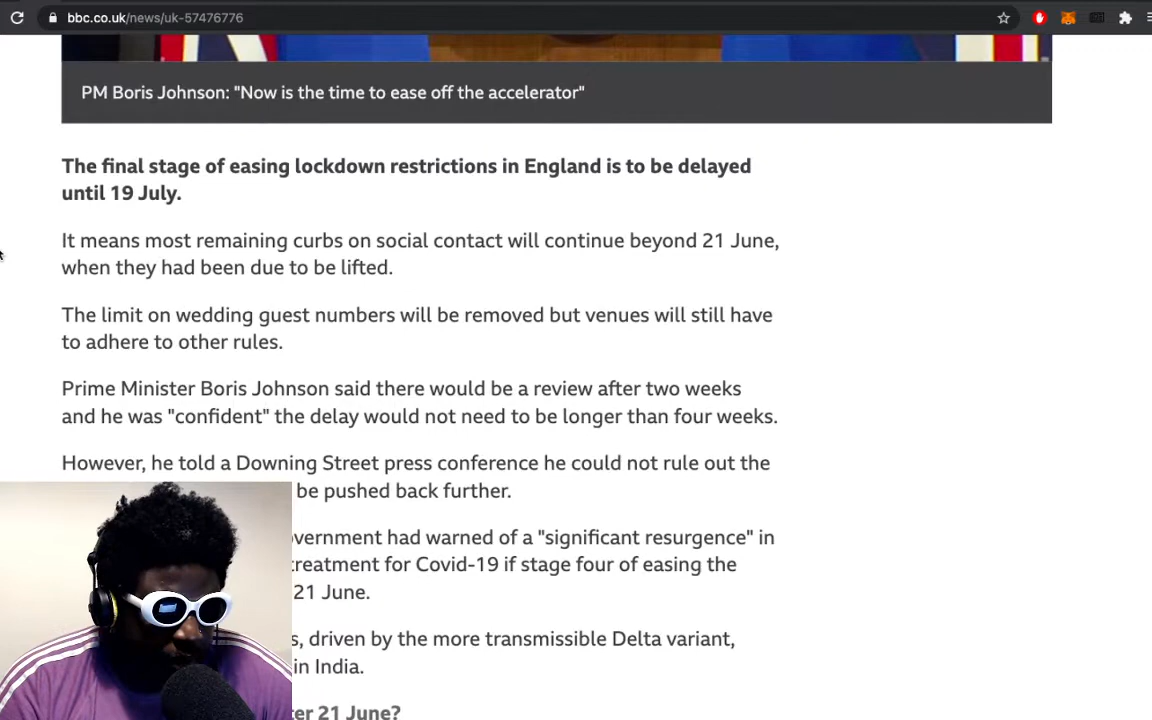 bbc.co.uk/news/uk-57476776
PM Boris Johnson: "Now is the time to ease off the accelerator"
The final stage of easing lockdown restrictions in England is to be delayed
until 19 July.
It means most remaining curbs on social contact will continue beyond 21 June,
when they had been due to be lifted.
The limit on wedding guest numbers will be removed but venues will still have
to adhere to other rules.
Prime Minister Boris Johnson said there would be a review after two weeks
and he was "confident" the delay would not need to be longer than four weeks.
However, he told a Downing Street press conference he could not rule out the
be pushed back further.
vernment had warned of a "significant resurgence" in
treatment for Covid-19 if stage four of easing the
21 June.
s, driven by the more transmissible Delta variant,
in India.
ter 21 June?